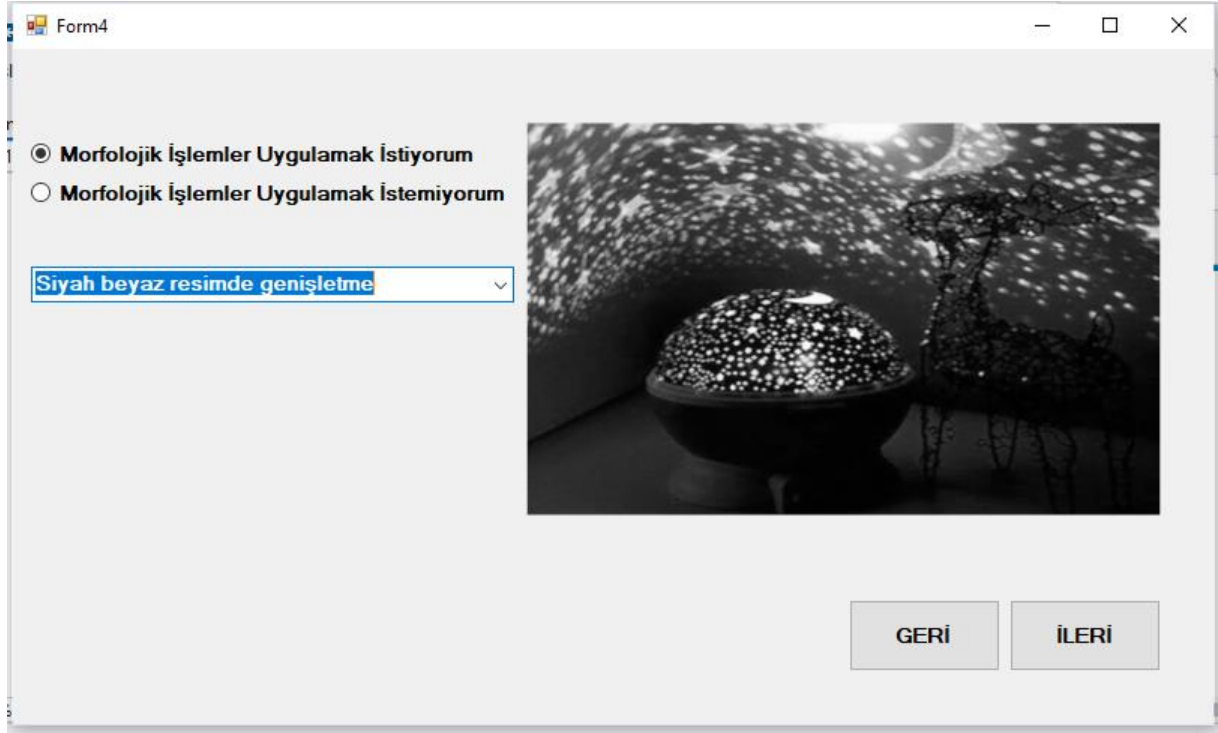 Form4
Morfolojik İşlemler Uygulamak İstiyorum
Morfolojik İşlemler Uygulamak İstemiyorum
Siyah beyaz resimde genişletme
GERİ
İLERİ